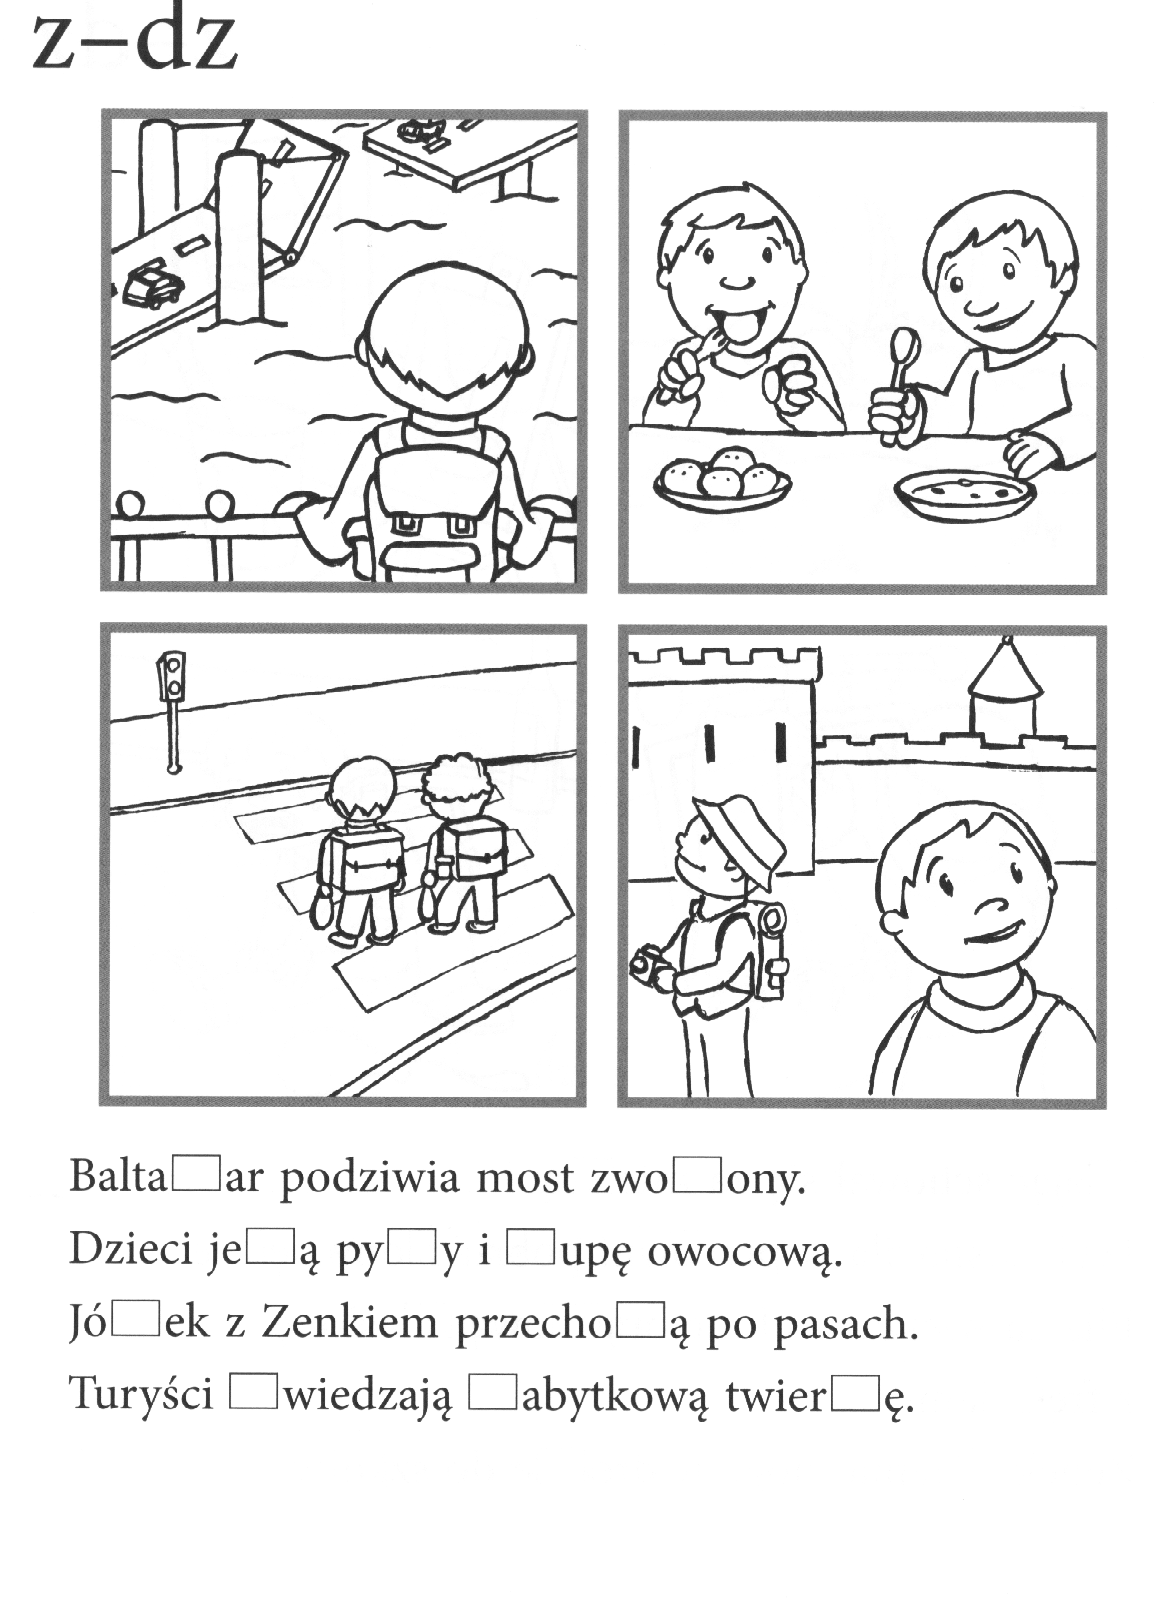 z–dz
Balta□ar podziwia most zwo□ony.
Dzieci je□ą py□y i □upę owocową.
Jó□ek z Zenkiem przecho□ą po pasach.
Turyści □wiedzają □abytkową twier□ę.